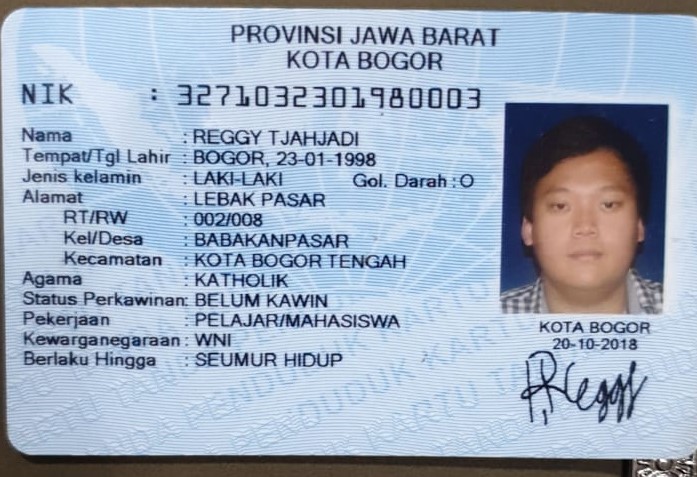 PROVINSI JAWA BARAT
KOTA BOGOR
NIK : 3271032301980003
Nama : REGGY TJAHJADI
Tempat/Tgl Lahir : BOGOR, 23-01-1998
Jenis kelamin : LAKI-LAKI Gol. Darah : O
Alamat : LEBAK PASAR
RT/RW : 002/008
Kel/Desa : BABAKANPASAR
Kecamatan : KOTA BOGOR TENGAH
Agama : KATHOLIK
Status Perkawinan: BELUM KAWIN
Pekerjaan : PELAJAR/MAHASISWA
Kewarganegaraan : WNI
Berlaku Hingga : SEUMUR HIDUP
KOTA BOGOR
20-10-2018